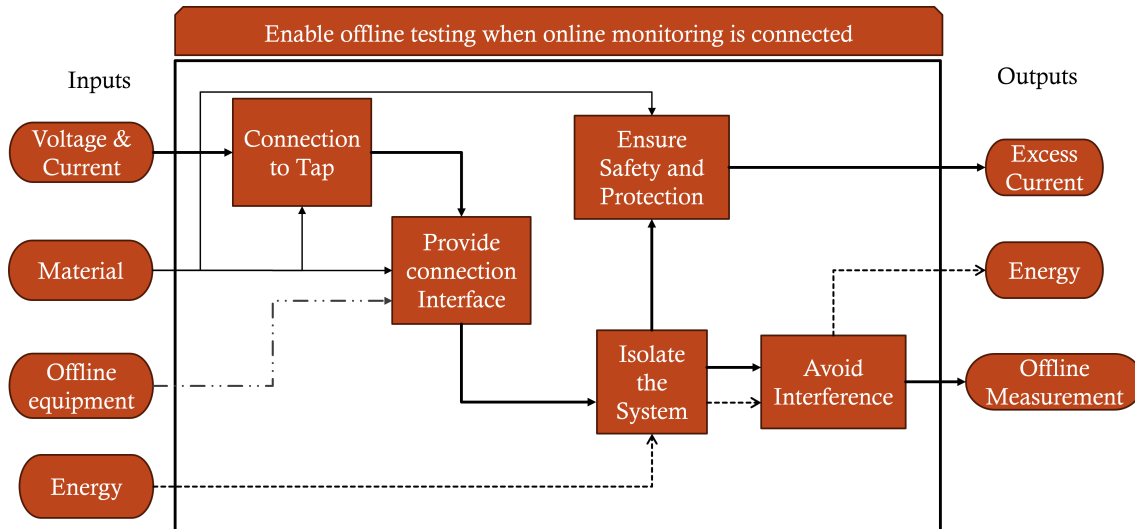 Enable offline testing when online monitoring is connected
Inputs
Outputs
Voltage &
Current
Connection
to Tap
Ensure
Safety and
Protection
Excess
Current
Material
Provide
connection
Interface
Energy
Offline
equipment
Isolate
the
System
Avoid
Interference
Offline
Measurement
Energy